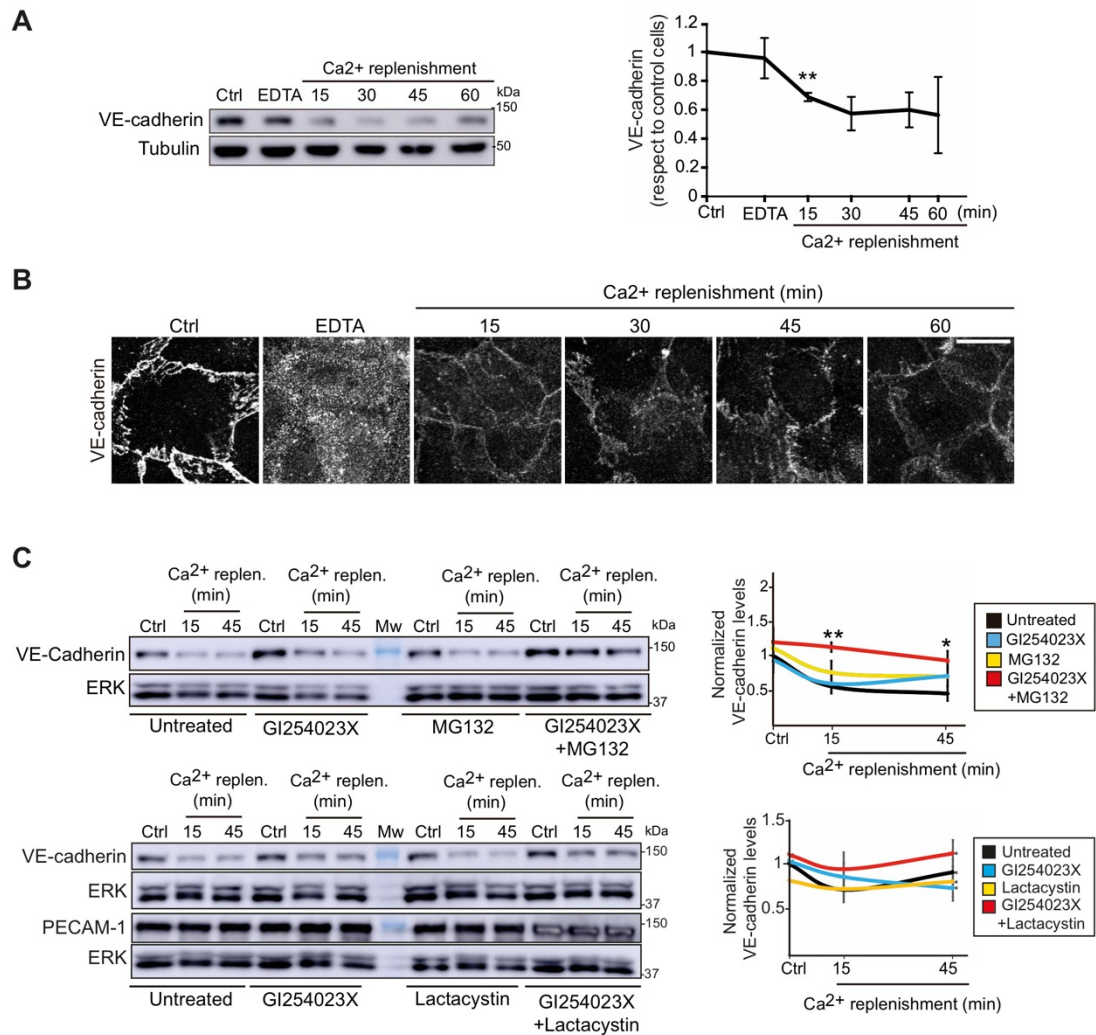 A
Ca2+ replenishment
Ctrl EDTA 15 30 45 60 kDa
VE-cadherin
150
Tubulin
50
VE-cadherin
(respect to control cells)
1.2
1
0.8
0.6
0.4
0.2
0
**
Ctrl EDTA 15 30 45 60 (min)
Ca2+ replenishment
B
Ca2+ replenishment (min)
Ctrl EDTA 15 30 45 60
VE-cadherin
C
Ca2+ replen. (min) Ca2+ replen. (min) Ca2+ replen. (min) Ca2+ replen. (min)
Ctrl 15 45 Ctrl 15 45 Mw Ctrl 15 45 Ctrl 15 45 kDa
VE-Cadherin
150
ERK
37
Untreated GI254023X MG132 GI254023X
+MG132
Normalized
VE-cadherin levels
2
1.5
1
0.5
** *
Ctrl 15 45
Ca2+ replenishment (min)
Untreated
GI254023X
MG132
GI254023X
+MG132
Ca2+ replen. (min) Ca2+ replen. (min) Ca2+ replen. (min) Ca2+ replen. (min)
Ctrl 15 45 Ctrl 15 45 Mw Ctrl 15 45 Ctrl 15 45 kDa
VE-cadherin
150
ERK
37
PECAM-1
150
ERK
37
Untreated GI254023X Lactacystin GI254023X
+Lactacystin
Normalized
VE-cadherin levels
1.5
1
0.5
Ctrl 15 45
Ca2+ replenishment (min)
Untreated
GI254023X
Lactacystin
GI254023X
+Lactacystin